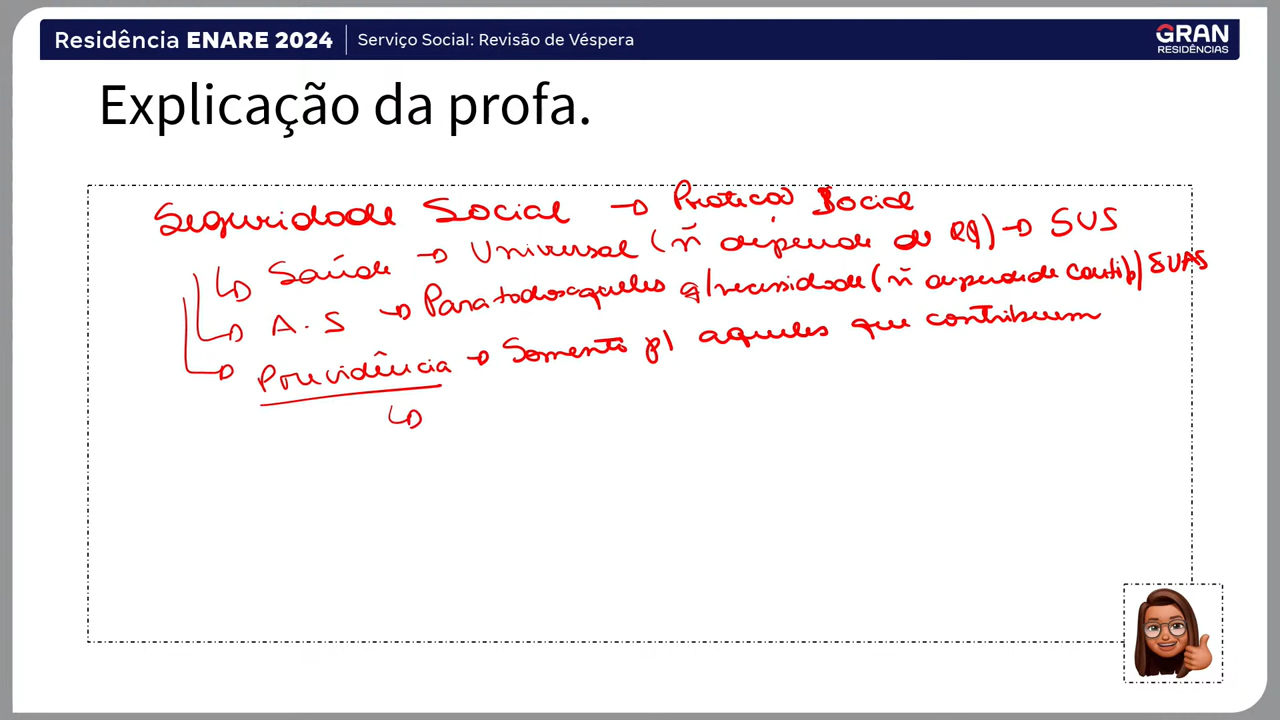 Residência ENARE 2024 | Serviço Social: Revisão de Véspera
GRAN
RESIDÊNCIAS
Explicação da profa.
Seguridade Social → Proteção Social
↳ Saúde → Universal (ñ depende de R$) → SUS
↳ A.S → Para todos aqueles q/ necessidade (ñ depende de contrib) SUAS
↳ Previdência → Somente p/ aqueles que contribuem
↳